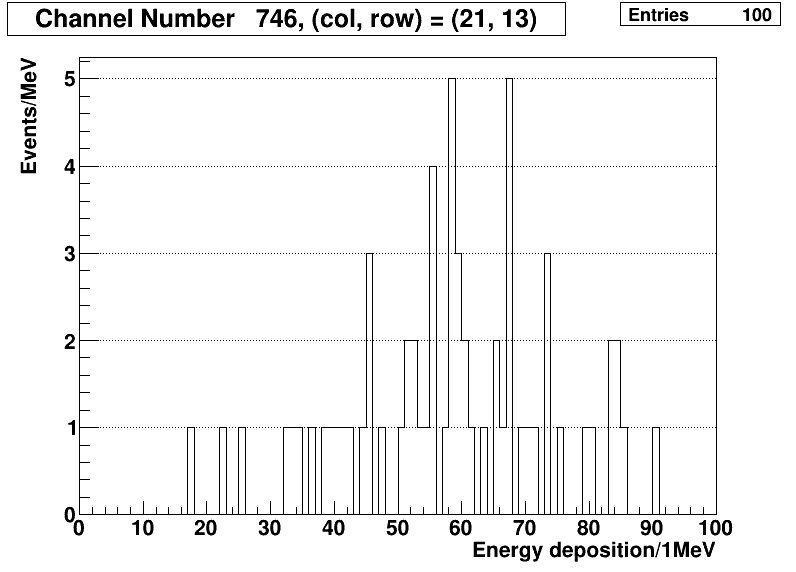 Channel Number 746, (col, row) = (21, 13)
Entries 100
Events/MeV
5
4
3
2
1
0
0 10 20 30 40 50 60 70 80 90 100
Energy deposition/1MeV